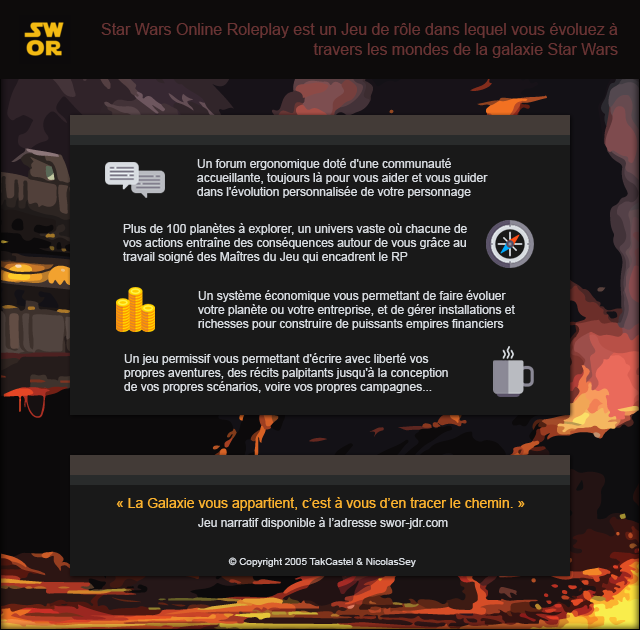 SW
OR
Star Wars Online Roleplay est un Jeu de rôle dans lequel vous évoluez à
travers les mondes de la galaxie Star Wars
Un forum ergonomique doté d'une communauté
accueillante, toujours là pour vous aider et vous guider
dans l'évolution personnalisée de votre personnage
Plus de 100 planètes à explorer, un univers vaste où chacune de
vos actions entraîne des conséquences autour de vous grâce au
travail soigné des Maîtres du Jeu qui encadrent le RP
Un système économique vous permettant de faire évoluer
votre planète ou votre entreprise, et de gérer installations et
richesses pour construire de puissants empires financiers
Un jeu permissif vous permettant d'écrire avec liberté vos
propres aventures, des récits palpitants jusqu'à la conception
de vos propres scénarios, voire vos propres campagnes...
« La Galaxie vous appartient, c’est à vous d’en tracer le chemin. »
Jeu narratif disponible à l’adresse swor-jdr.com
© Copyright 2005 TakCastel & NicolasSey